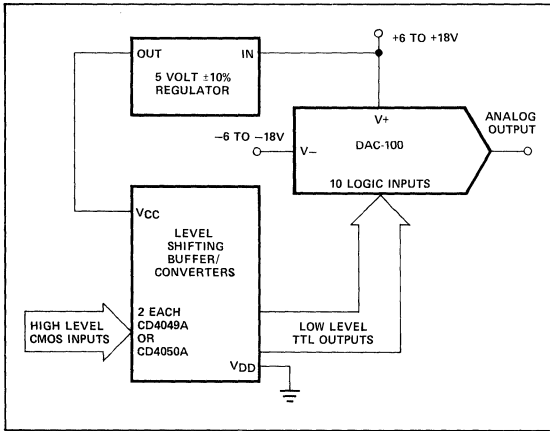 +6 TO +18V
OUT
IN
5 VOLT ±10%
REGULATOR
V+
ANALOG
OUTPUT
−6 TO −18V
V−
DAC-100
10 LOGIC INPUTS
VCC
LEVEL
SHIFTING
BUFFER/
CONVERTERS
HIGH LEVEL
CMOS INPUTS
2 EACH
CD4049A
OR
CD4050A
LOW LEVEL
TTL OUTPUTS
VDD